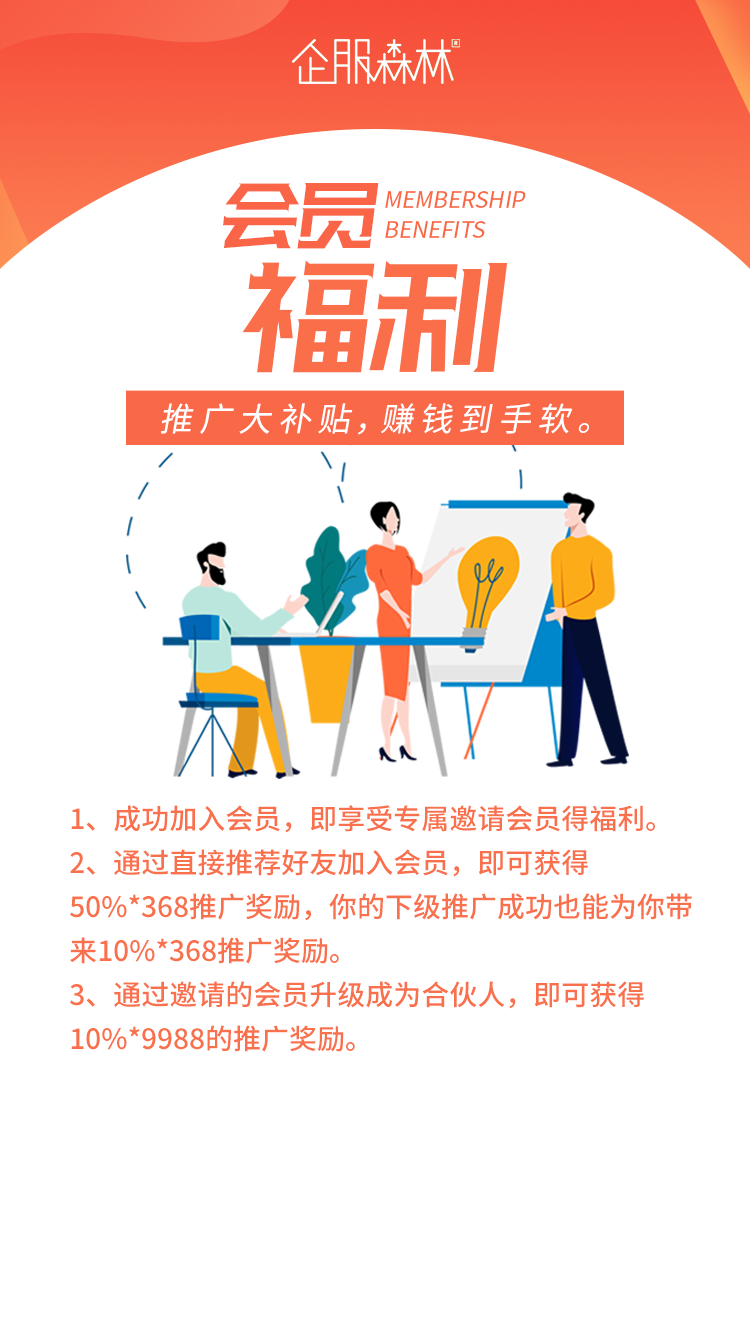 企服森林
会员
MEMBERSHIP
BENEFITS
福利
推广大补贴，赚钱到手软。
1、成功加入会员，即享受专属邀请会员得福利。
2、通过直接推荐好友加入会员，即可获得
50%*368推广奖励，你的下级推广成功也能为你带
来10%*368推广奖励。
3、通过邀请的会员升级成为合伙人，即可获得
10%*9988的推广奖励。